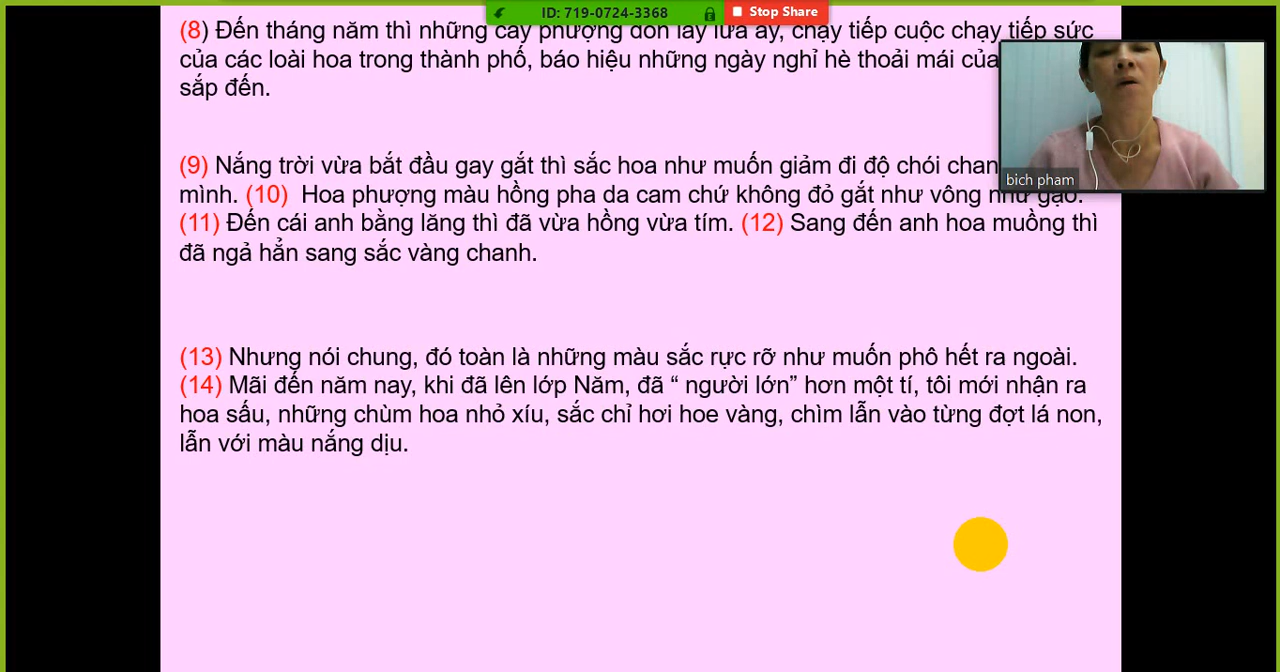 ID: 719-0724-3368 Stop Share
(8) Đến tháng năm thì những cây phượng đón lấy lửa ấy, chạy tiếp cuộc chạy tiếp sức
của các loài hoa trong thành phố, báo hiệu những ngày nghỉ hè thoải mái của
sắp đến.
(9) Nắng trời vừa bắt đầu gay gắt thì sắc hoa như muốn giảm đi độ chói chan
bich pham
mình. (10) Hoa phượng màu hồng pha da cam chứ không đỏ gắt như vông như gạo.
(11) Đến cái anh bằng lăng thì đã vừa hồng vừa tím. (12) Sang đến anh hoa muồng thì
đã ngả hẳn sang sắc vàng chanh.
(13) Nhưng nói chung, đó toàn là những màu sắc rực rỡ như muốn phô hết ra ngoài.
(14) Mãi đến năm nay, khi đã lên lớp Năm, đã “ người lớn” hơn một tí, tôi mới nhận ra
hoa sấu, những chùm hoa nhỏ xíu, sắc chỉ hơi hoe vàng, chìm lẫn vào từng đợt lá non,
lẫn với màu nắng dịu.